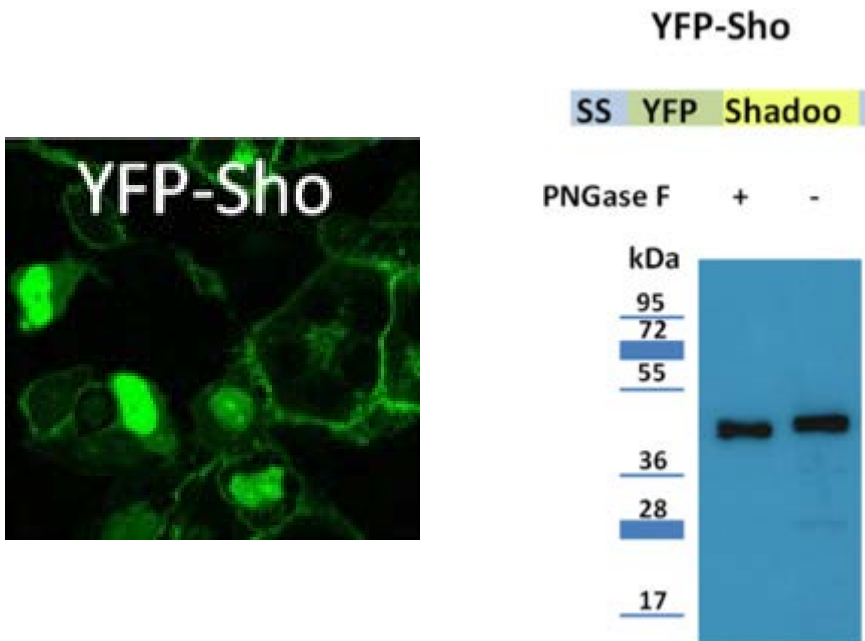 YFP-Sho
YFP-Sho
SS YFP Shadoo
PNGase F + -
kDa
95
72
55
36
28
17